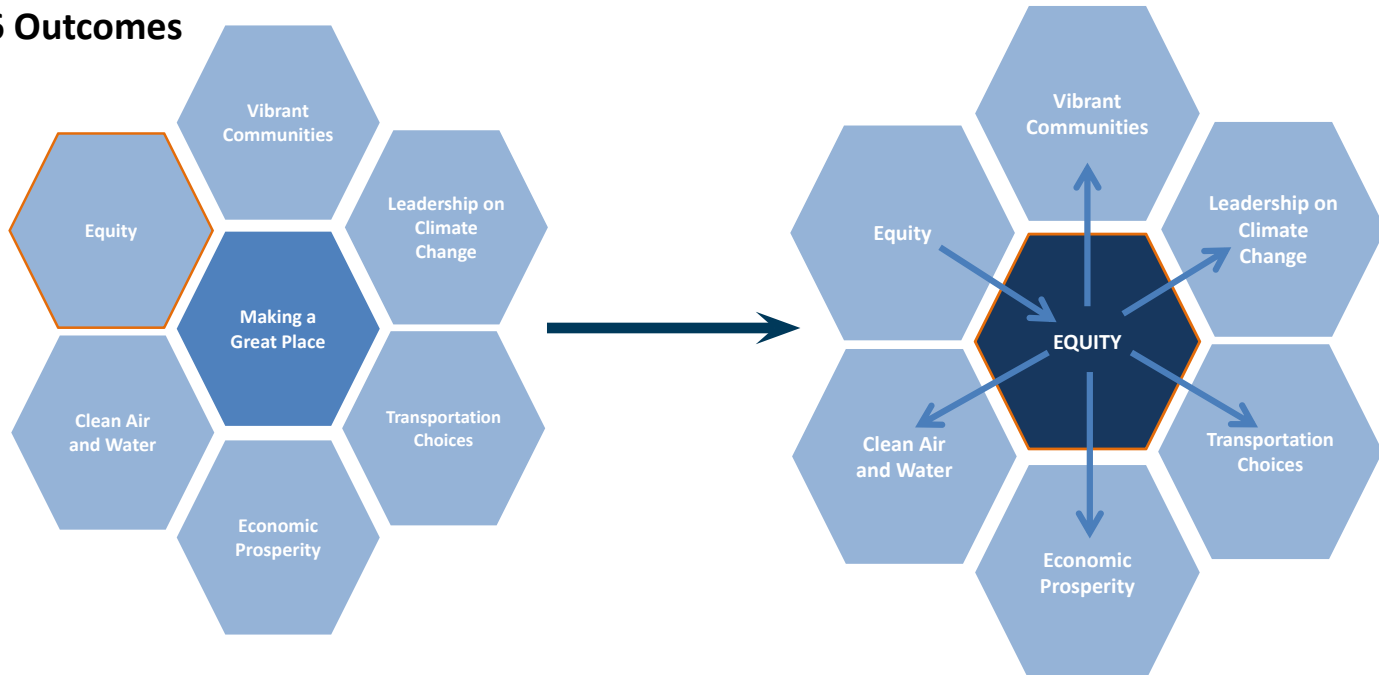 6 Outcomes
Vibrant
Communities
Equity
Leadership on
Climate
Change
Making a
Great Place
Clean Air
and Water
Transportation
Choices
Economic
Prosperity
Vibrant
Communities
Equity
Leadership on
Climate
Change
EQUITY
Clean Air
and Water
Transportation
Choices
Economic
Prosperity